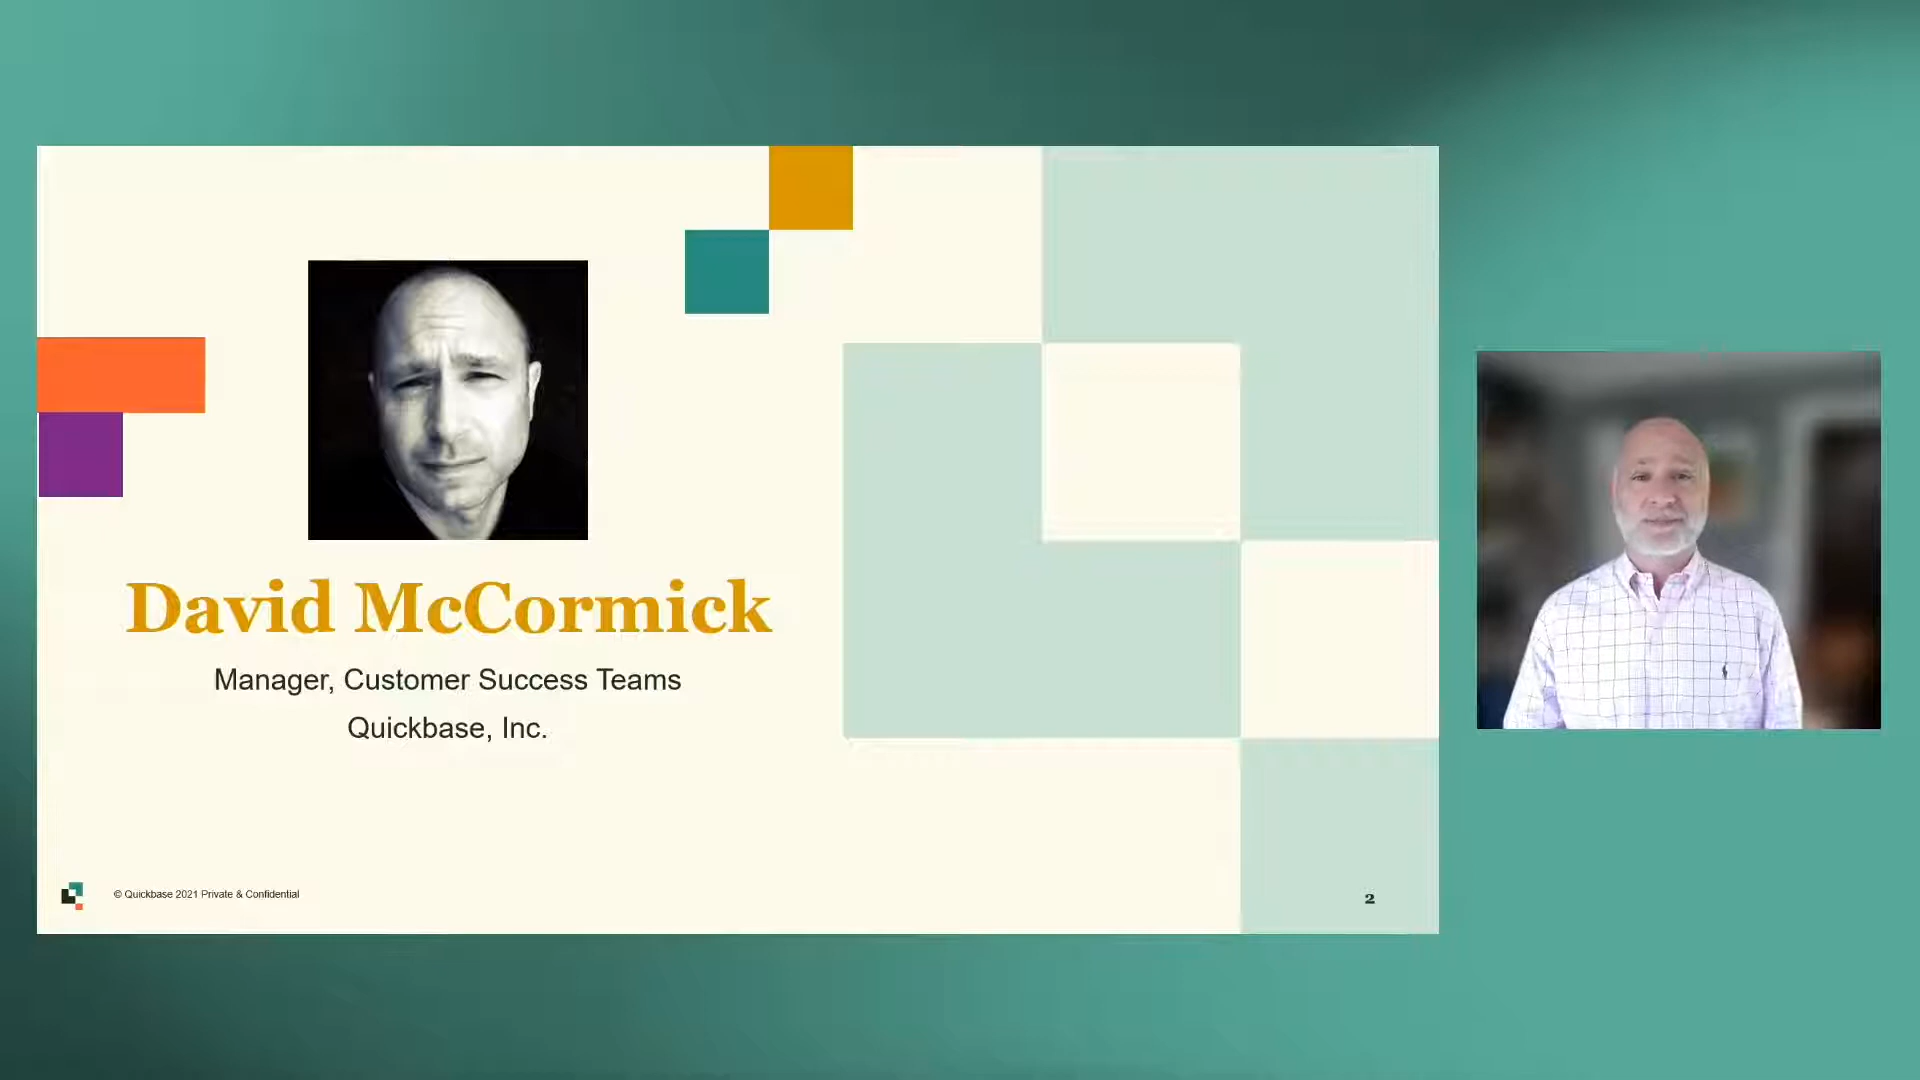 David McCormick
Manager, Customer Success Teams
Quickbase, Inc.
© Quickbase 2021 Private & Confidential
2